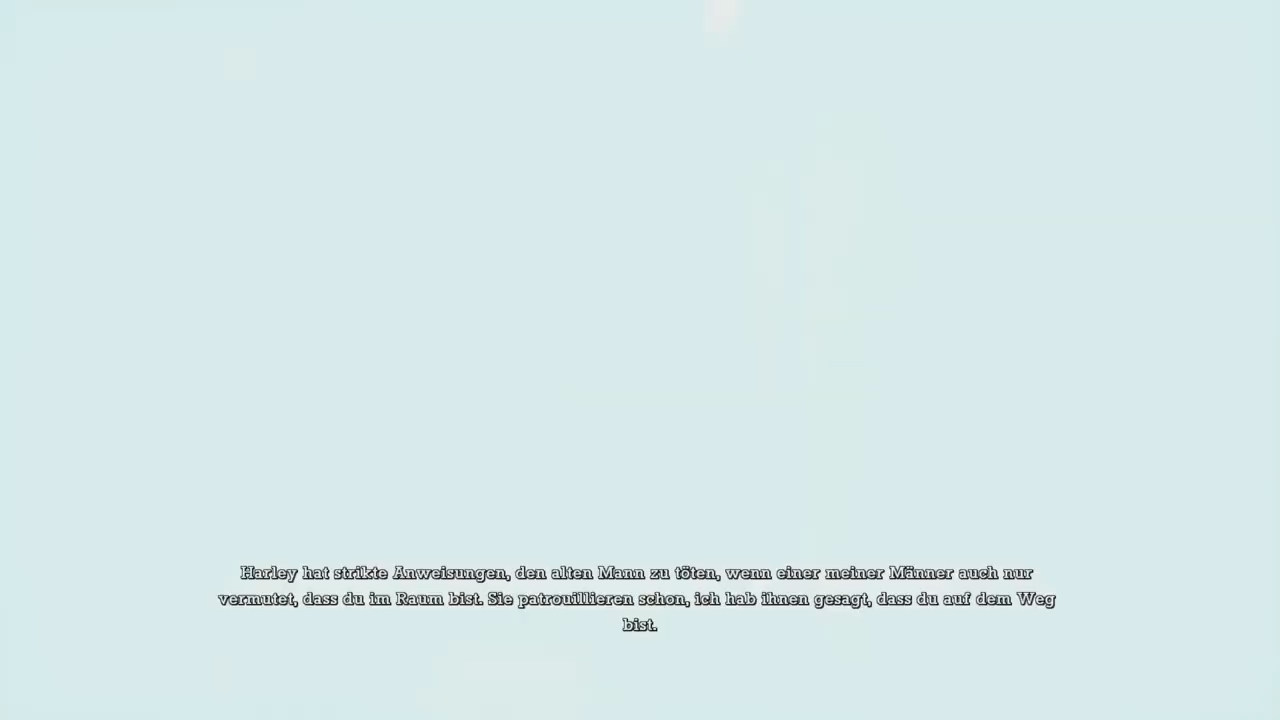 Harley hat strikte Anweisungen, den alten Mann zu töten, wenn einer meiner Männer auch nur
vermutet, dass du im Raum bist. Sie patrouillieren schon, ich hab ihnen gesagt, dass du auf dem Weg
bist.